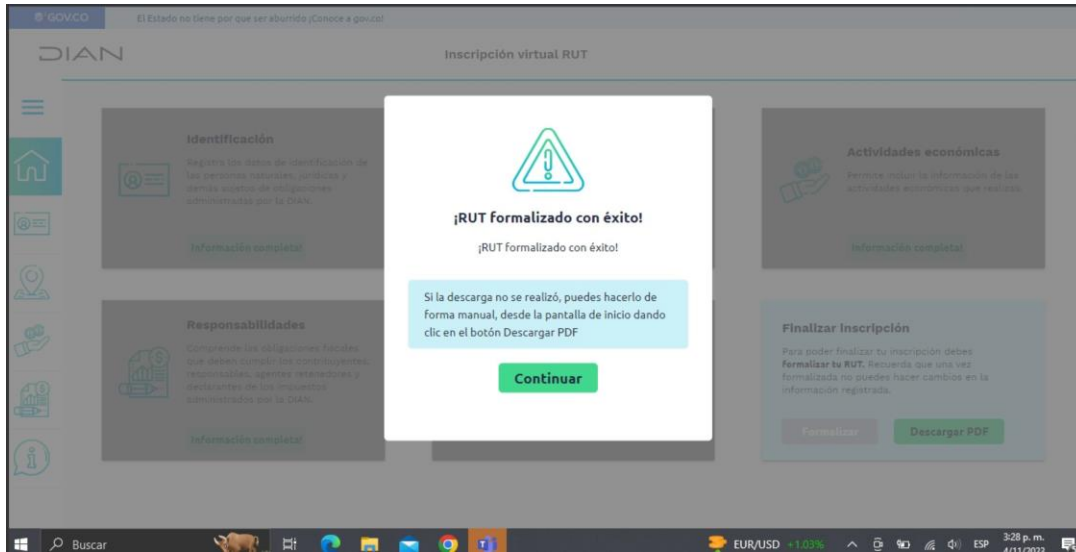 GOV.CO
El Estado no tiene por que ser aburrido ¡Conoce a gov.co!
DIAN
Inscripción virtual RUT
Identificación
Registra los datos de identificación de
las personas naturales, jurídicas y
demás sujetos de obligaciones
administradas por la DIAN.
Información completa!
¡RUT formalizado con éxito!
¡RUT formalizado con éxito!
Si la descarga no se realizó, puedes hacerlo de
forma manual, desde la pantalla de inicio dando
clic en el botón Descargar PDF
Continuar
Actividades económicas
Permite incluir la información de las
actividades económicas que realizas.
Información completa!
Responsabilidades
Comprende las obligaciones fiscales
que deben cumplir los contribuyentes,
responsables, agentes retenedores y
declarantes de los impuestos
administrados por la DIAN.
Información completa!
Finalizar Inscripción
Para poder finalizar tu inscripción debes
formalizar tu RUT. Recuerda que una vez
formalizada no puedes hacer cambios en la
información registrada.
Formalizar
Descargar PDF
Buscar
EUR/USD +1.03%
ESP
3:28 p. m.